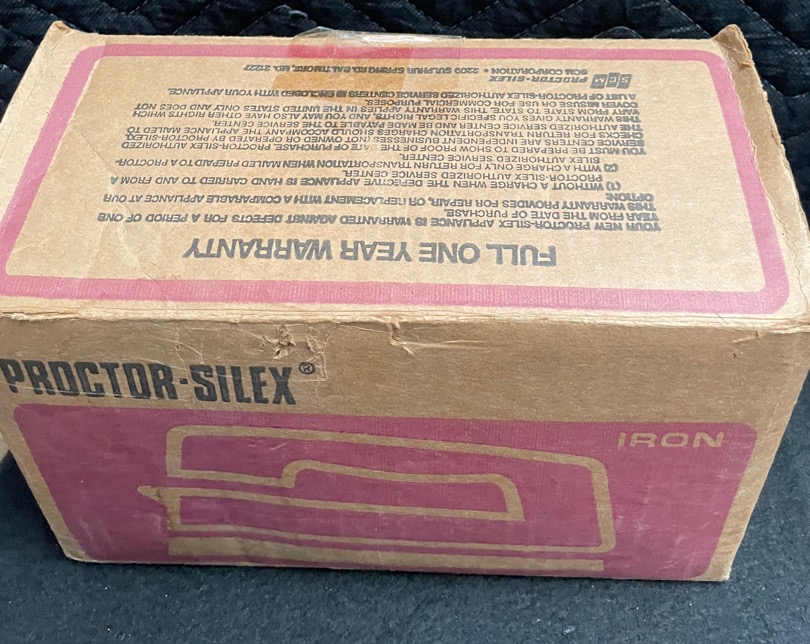 FULL ONE YEAR WARRANTY
YOUR NEW PROCTOR-SILEX APPLIANCE IS WARRANTED AGAINST DEFECTS FOR A PERIOD OF ONE
YEAR FROM THE DATE OF PURCHASE.
THIS WARRANTY PROVIDES FOR REPAIR, OR REPLACEMENT WITH A COMPARABLE APPLIANCE AT OUR
OPTION:
(1) WITHOUT A CHARGE WHEN THE DEFECTIVE APPLIANCE IS HAND CARRIED TO AND FROM A
PROCTOR-SILEX AUTHORIZED SERVICE CENTER.
(2) WITH A CHARGE ONLY FOR RETURN TRANSPORTATION WHEN MAILED PREPAID TO A PROCTOR-
SILEX AUTHORIZED SERVICE CENTER.
YOU MUST BE PREPARED TO SHOW PROOF OF THE DATE OF PURCHASE. PROCTOR-SILEX AUTHORIZED
SERVICE CENTERS ARE INDEPENDENT BUSINESSES NOT OWNED OR OPERATED BY PROCTOR-SILEX.
CHECKS FOR RETURN TRANSPORTATION CHARGES SHOULD ACCOMPANY THE APPLIANCE MAILED TO
THE AUTHORIZED SERVICE CENTER AND BE MADE PAYABLE TO THE SERVICE CENTER.
THIS WARRANTY GIVES YOU SPECIFIC LEGAL RIGHTS, AND YOU MAY ALSO HAVE OTHER RIGHTS WHICH
VARY FROM STATE TO STATE. THIS WARRANTY APPLIES IN THE UNITED STATES ONLY AND DOES NOT
COVER MISUSE OR USE FOR COMMERCIAL PURPOSES.
A LIST OF PROCTOR-SILEX AUTHORIZED SERVICE CENTERS IS ENCLOSED WITH YOUR APPLIANCE.
SCM PROCTOR-SILEX
SCM CORPORATION • 2200 SULPHUR SPRING RD. BALTIMORE, MD. 21227
PROCTOR-SILEX®
IRON